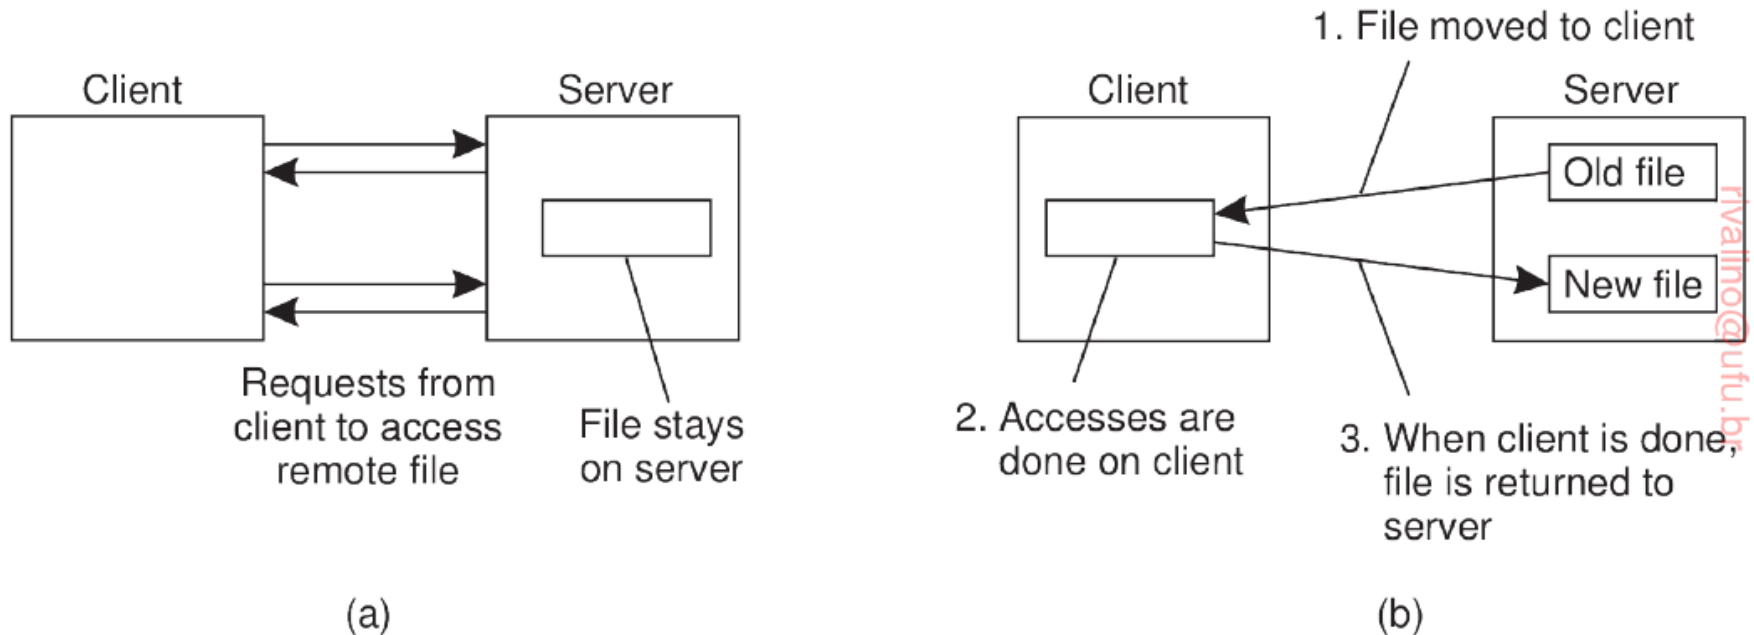 Client
Server
Requests from
client to access
remote file
File stays
on server
(a)
1. File moved to client
Client
Server
Old file
New file
2. Accesses are
done on client
3. When client is done,
file is returned to
server
(b)
rivalino@ufu.br